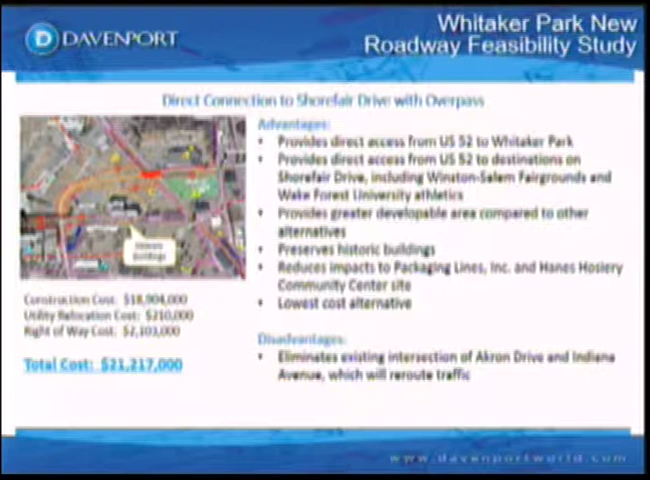 DAVENPORT
Whitaker Park New
Roadway Feasibility Study
Direct Connection to Shorefair Drive with Overpass
Historic
Buildings
Construction Cost: $18,904,000
Utility Relocation Cost: $210,000
Right of Way Cost: $2,103,000
Total Cost: $21,217,000
Advantages:
• Provides direct access from US 52 to Whitaker Park
• Provides direct access from US 52 to destinations on
Shorefair Drive, including Winston-Salem Fairgrounds and
Wake Forest University athletics
• Provides greater developable area compared to other
alternatives
• Preserves historic buildings
• Reduces impacts to Packaging Lines, Inc. and Hanes Hosiery
Community Center site
• Lowest cost alternative
Disadvantages:
• Eliminates existing intersection of Akron Drive and Indiana
Avenue, which will reroute traffic
www.davenportworld.com